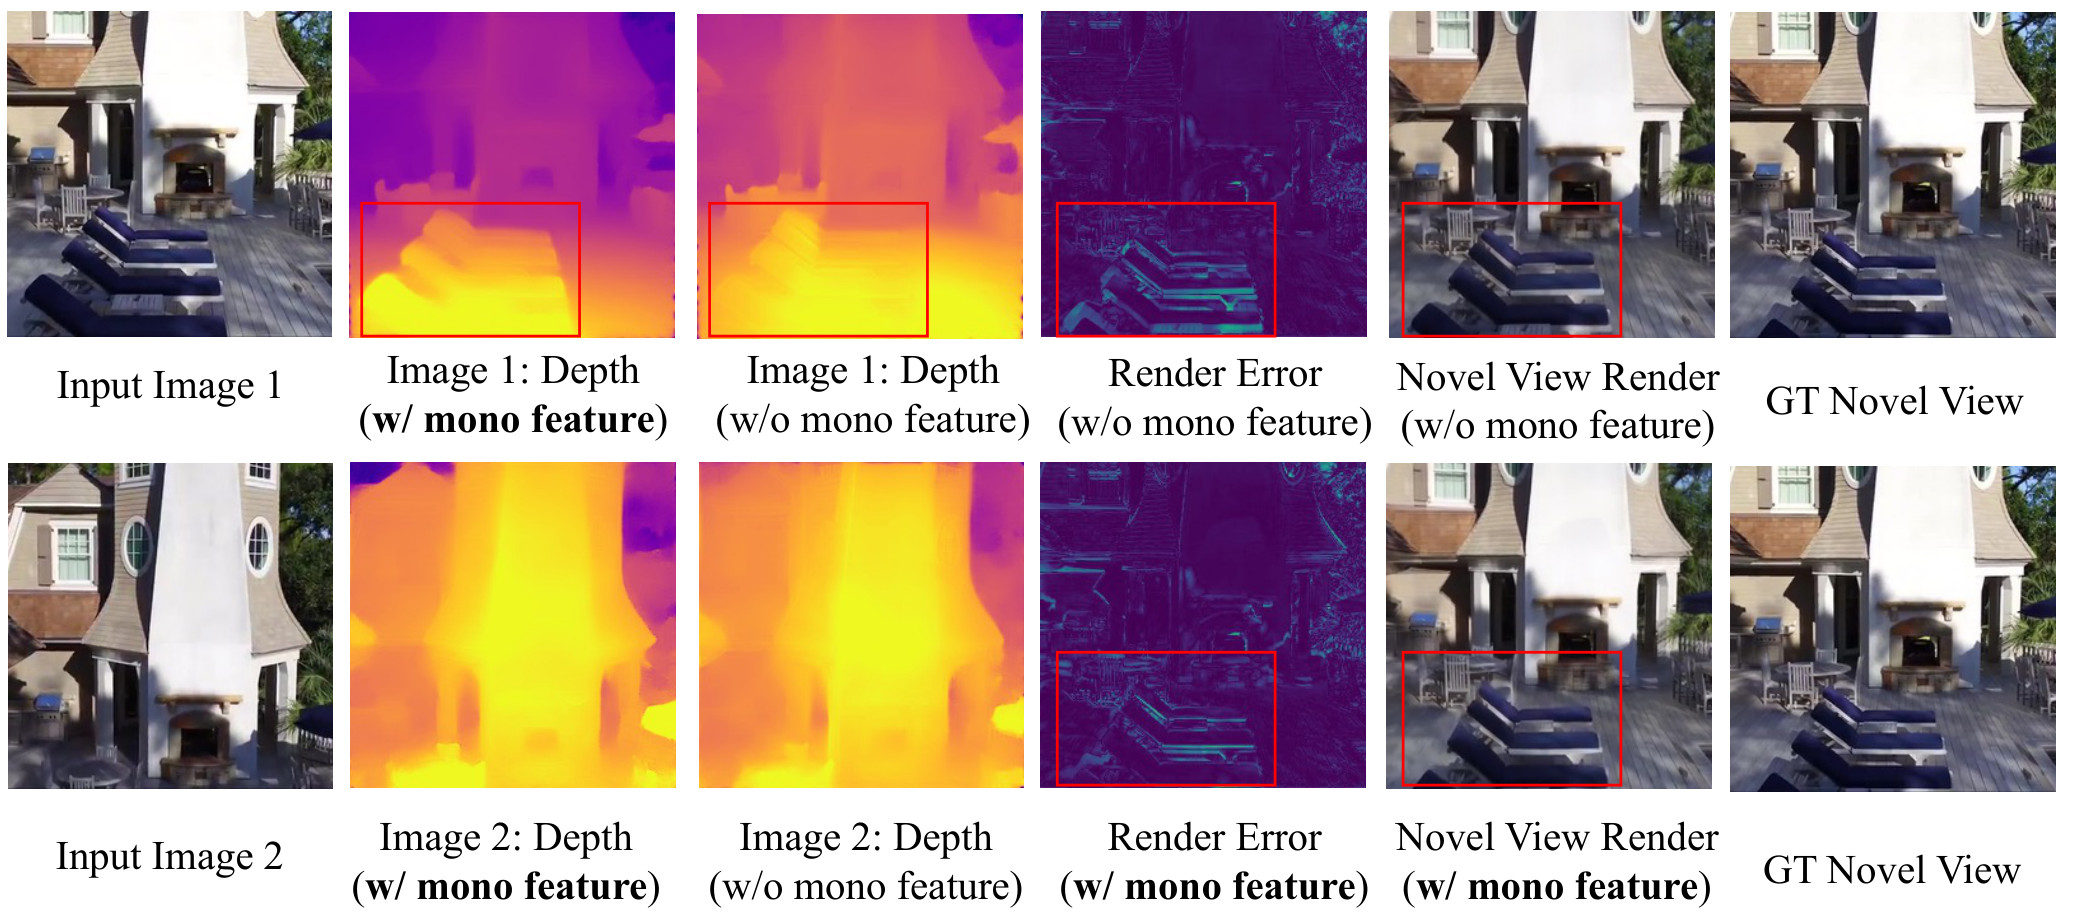 Input Image 1
Image 1: Depth
(w/ mono feature)
Image 1: Depth
(w/o mono feature)
Render Error
(w/o mono feature)
Novel View Render
(w/o mono feature)
GT Novel View
Input Image 2
Image 2: Depth
(w/ mono feature)
Image 2: Depth
(w/o mono feature)
Render Error
(w/ mono feature)
Novel View Render
(w/ mono feature)
GT Novel View